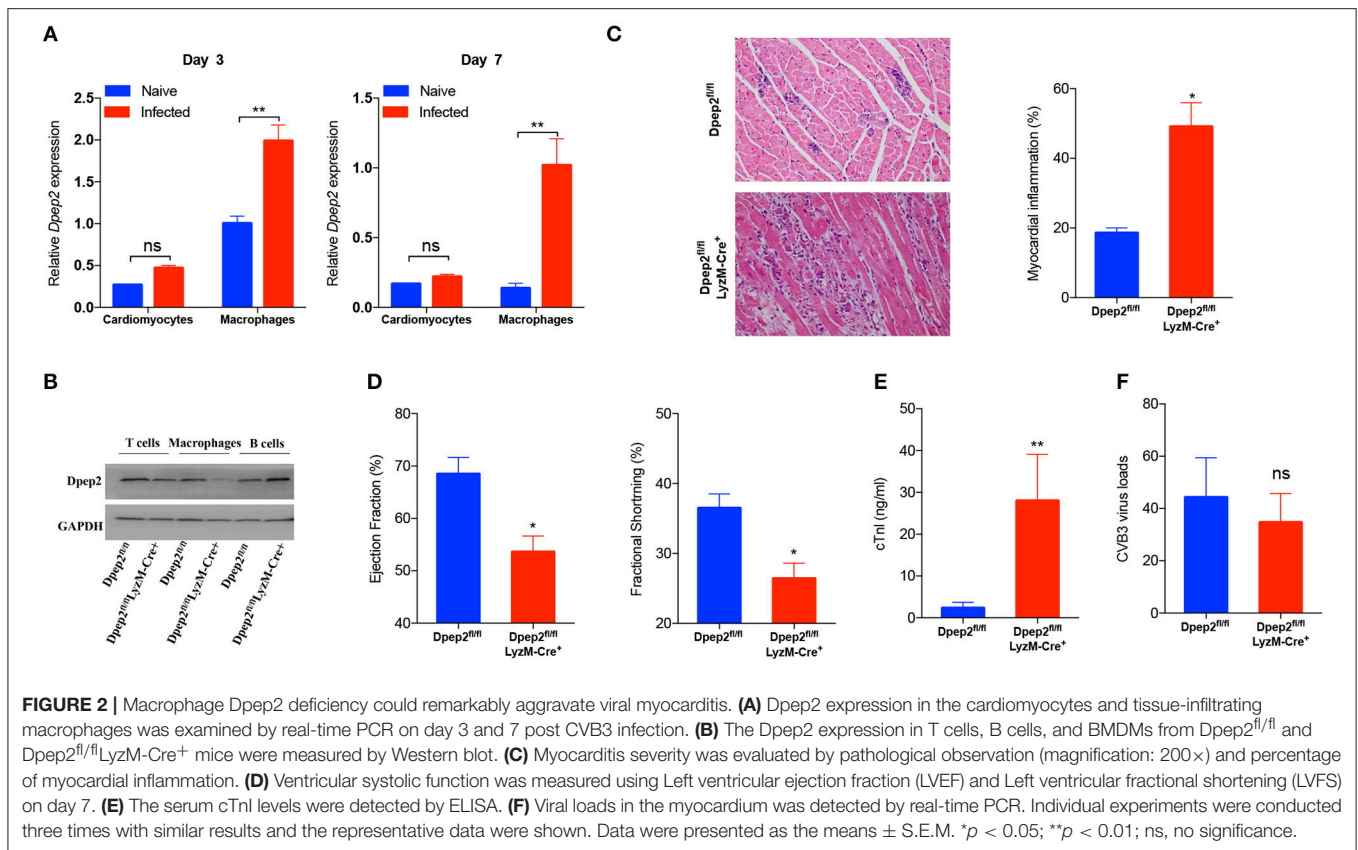 A
Day 3
Naive
Infected
Relative Dpep2 expression
2.5
2.0
1.5
1.0
0.5
0.0
ns
**
Cardiomyocytes
Macrophages
Day 7
Naive
Infected
Relative Dpep2 expression
1.5
1.0
0.5
0.0
ns
**
Cardiomyocytes
Macrophages
C
Dpep2fl/fl
Dpep2fl/fl
LyzM-Cre+
Myocardial inflammation (%)
80
60
40
20
0
*
Dpep2fl/fl
Dpep2fl/fl
LyzM-Cre+
B
T cells Macrophages B cells
Dpep2
GAPDH
Dpep2fl/fl
Dpep2fl/flLyzM-Cre+
Dpep2fl/fl
Dpep2fl/flLyzM-Cre+
Dpep2fl/fl
Dpep2fl/flLyzM-Cre+
D
Ejection Fraction (%)
80
70
60
50
40
*
Dpep2fl/fl
Dpep2fl/fl
LyzM-Cre+
Fractional Shortning (%)
50
40
30
20
*
Dpep2fl/fl
Dpep2fl/fl
LyzM-Cre+
E
cTnI (ng/ml)
50
40
30
20
10
0
**
Dpep2fl/fl
Dpep2fl/fl
LyzM-Cre+
F
CVB3 virus loads
80
60
40
20
0
ns
Dpep2fl/fl
Dpep2fl/fl
LyzM-Cre+
FIGURE 2 | Macrophage Dpep2 deficiency could remarkably aggravate viral myocarditis. (A) Dpep2 expression in the cardiomyocytes and tissue-infiltrating
macrophages was examined by real-time PCR on day 3 and 7 post CVB3 infection. (B) The Dpep2 expression in T cells, B cells, and BMDMs from Dpep2fl/fl and
Dpep2fl/flLyzM-Cre+ mice were measured by Western blot. (C) Myocarditis severity was evaluated by pathological observation (magnification: 200×) and percentage
of myocardial inflammation. (D) Ventricular systolic function was measured using Left ventricular ejection fraction (LVEF) and Left ventricular fractional shortening (LVFS)
on day 7. (E) The serum cTnI levels were detected by ELISA. (F) Viral loads in the myocardium was detected by real-time PCR. Individual experiments were conducted
three times with similar results and the representative data were shown. Data were presented as the means ± S.E.M. *p < 0.05; **p < 0.01; ns, no significance.